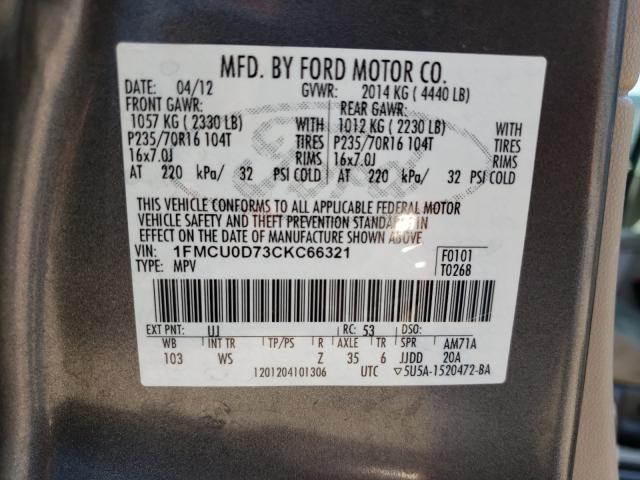 MFD. BY FORD MOTOR CO.
DATE: 04/12 GVWR: 2014 KG ( 4440 LB)
FRONT GAWR: REAR GAWR:
1057 KG ( 2330 LB) WITH 1012 KG ( 2230 LB) WITH
P235/70R16 104T TIRES P235/70R16 104T TIRES
16x7.0J RIMS 16x7.0J RIMS
AT 220 kPa/ 32 PSI COLD AT 220 kPa/ 32 PSI COLD
THIS VEHICLE CONFORMS TO ALL APPLICABLE FEDERAL MOTOR
VEHICLE SAFETY AND THEFT PREVENTION STANDARDS IN
EFFECT ON THE DATE OF MANUFACTURE SHOWN ABOVE.
VIN: 1FMCU0D73CKC66321 F0101
TYPE: MPV T0268
EXT PNT: UJ RC: 53 DSO:
WB INT TR TP/PS R AXLE TR SPR AM71A
103 WS Z 35 6 JJDD 20A
1201204101306 UTC ▽5U5A-1520472-BA
Ford